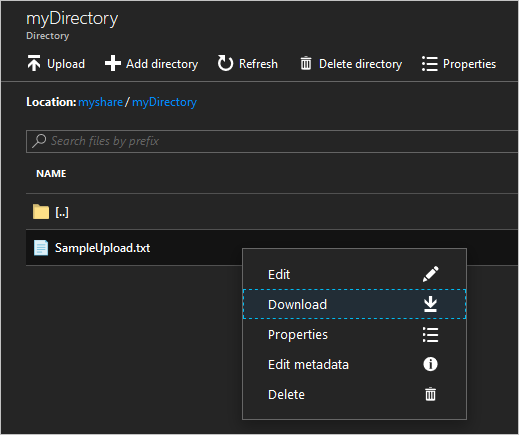 myDirectory
Directory
Upload Add directory Refresh Delete directory Properties
Location: myshare / myDirectory
Search files by prefix
NAME
[..]
SampleUpload.txt
Edit
Download
Properties
Edit metadata
Delete